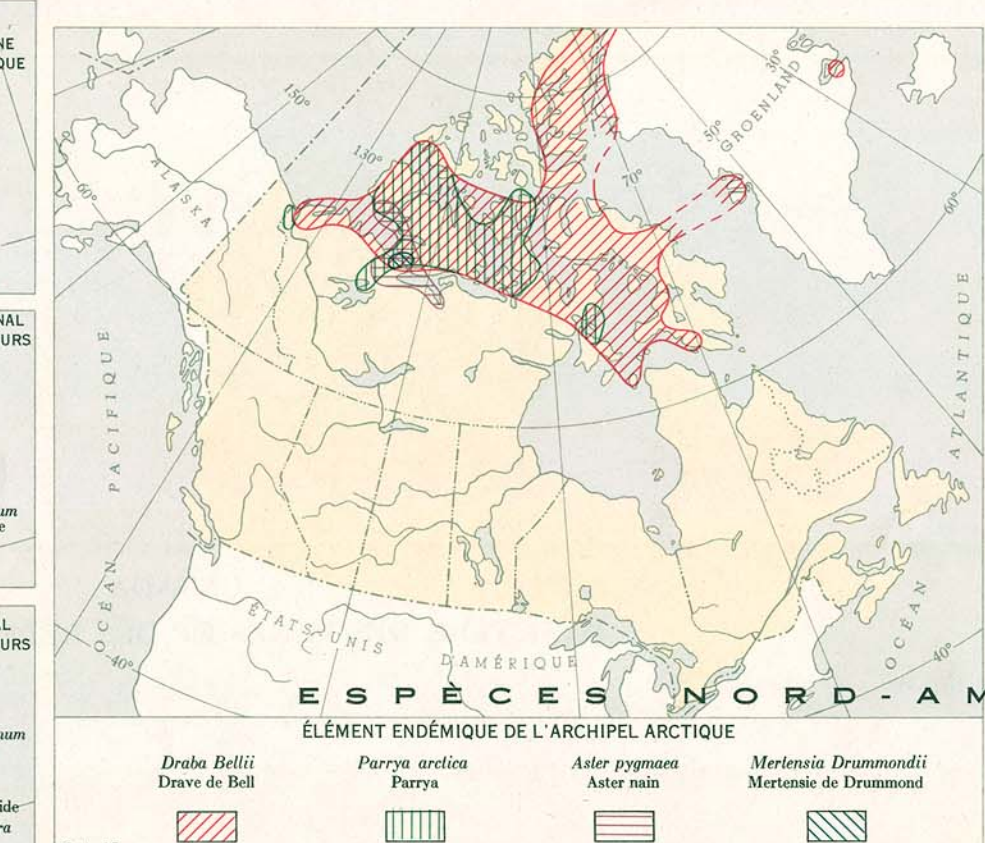 NE
QUE
NAL
URS
um
e
L
URS
num
ide
ra
150°
130°
70°
50°
30°
60°
60°
40°
40°
GROENLAND
ALASKA
OCÉAN PACIFIQUE
OCÉAN ATLANTIQUE
ÉTATS-UNIS
D'AMÉRIQUE
ESPÈCES NORD-AM
ÉLÉMENT ENDÉMIQUE DE L'ARCHIPEL ARCTIQUE
Draba Bellii
Drave de Bell
Parrya arctica
Parrya
Aster pygmaea
Aster nain
Mertensia Drummondii
Mertensie de Drummond